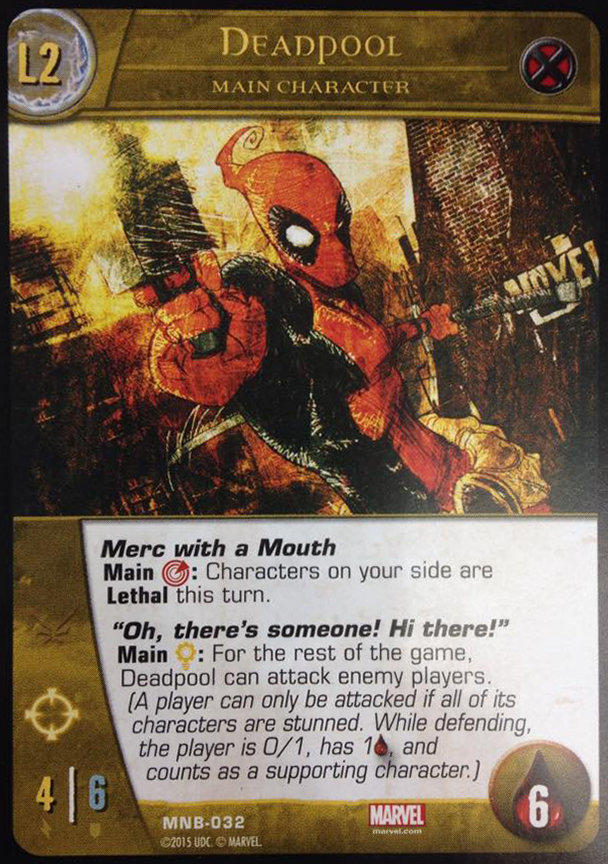 L2
DEADPOOL
MAIN CHARACTER
Merc with a Mouth
Main : Characters on your side are
Lethal this turn.
“Oh, there’s someone! Hi there!”
Main : For the rest of the game,
Deadpool can attack enemy players.
(A player can only be attacked if all of its
characters are stunned. While defending,
the player is 0/1, has 1 , and
counts as a supporting character.)
4 | 6
6
MNB-032
©2015 UDC. © MARVEL.
MARVEL
marvel.com